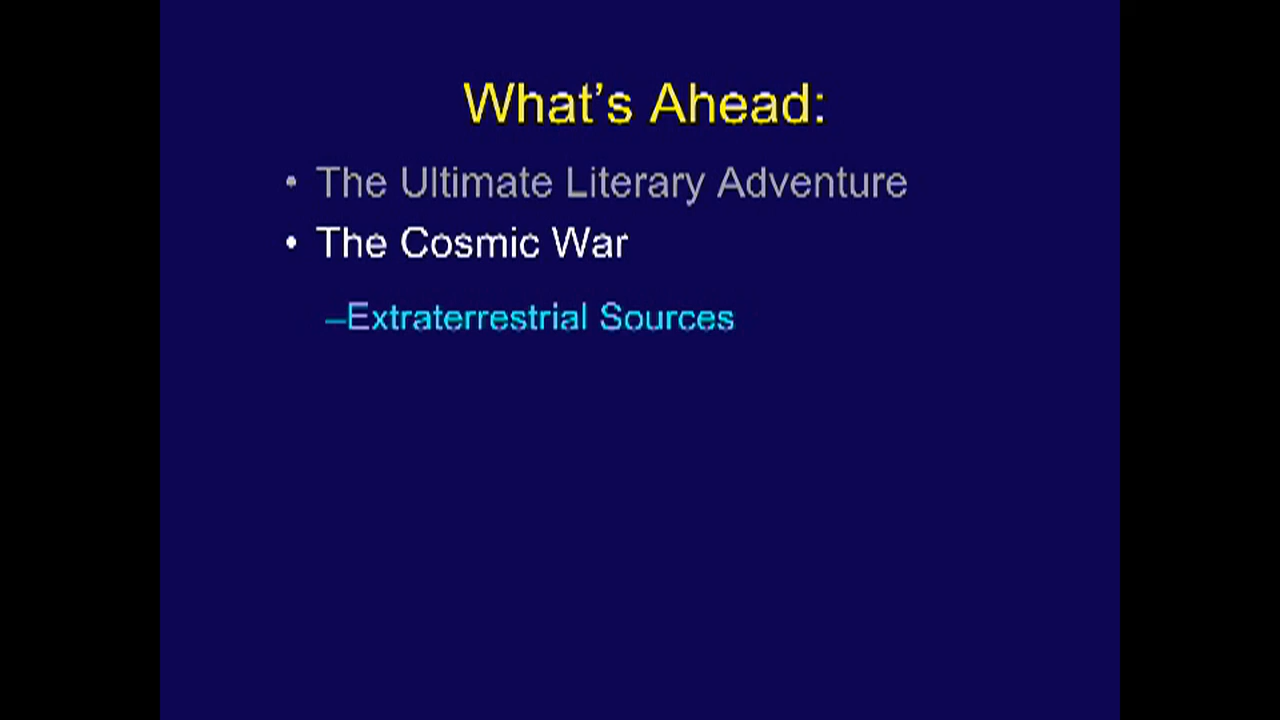 What's Ahead:
• The Ultimate Literary Adventure
• The Cosmic War
–Extraterrestrial Sources